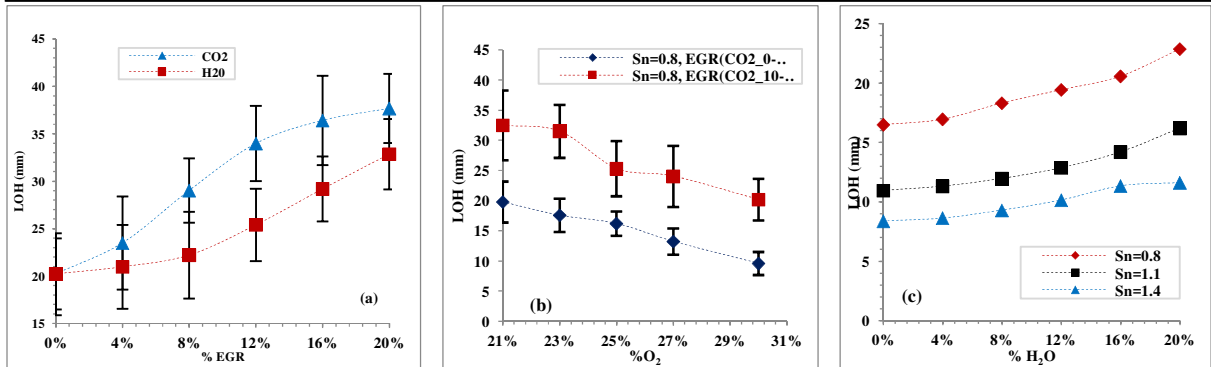 45
40
35
30
25
20
15
LOH (mm)
CO2
H20
(a)
0% 4% 8% 12% 16% 20%
% EGR
45
40
35
30
25
20
15
10
5
0
LOH (mm)
Sn=0.8, EGR(CO2_0-..
Sn=0.8, EGR(CO2_10-..
(b)
21% 23% 25% 27% 29% 31%
%O₂
25
20
15
10
5
0
LOH (mm)
Sn=0.8
Sn=1.1
Sn=1.4
(c)
0% 4% 8% 12% 16% 20%
% H₂O